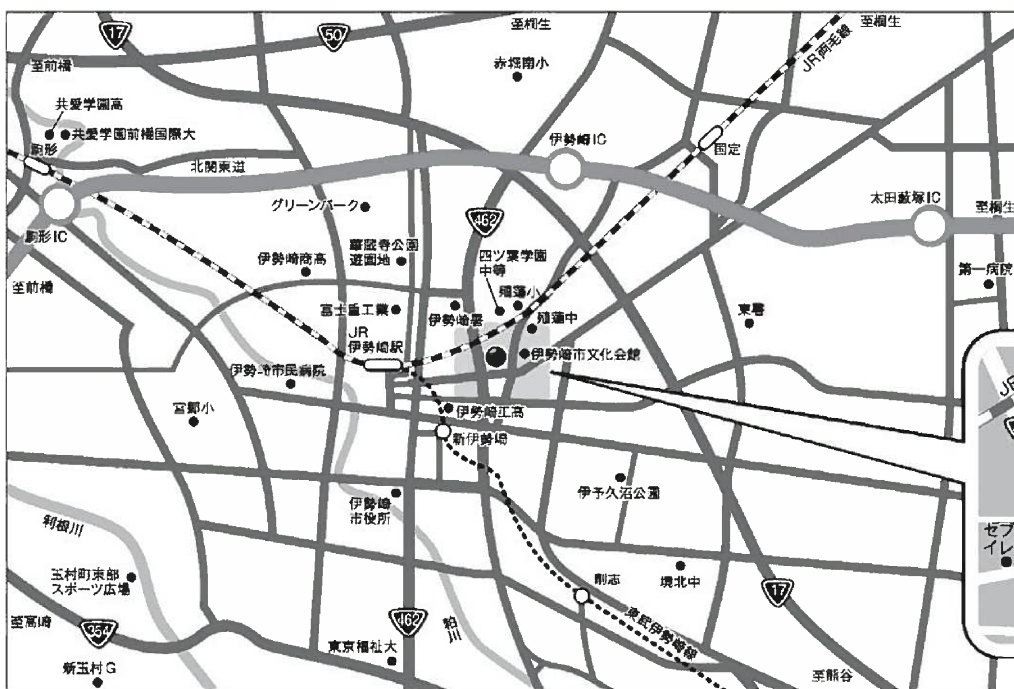 17
50
至桐生
至桐生
JR両毛線
至前橋
赤堀南小
共愛学園高
共愛学園前橋国際大
駒形
伊勢崎IC
国定
北関東道
太田藪塚IC
至桐生
グリーンパーク
462
駒形IC
華蔵寺公園
遊園地
四ツ葉学園
中等
伊勢崎商高
第一病院
至前橋
殖蓮小
富士重工業
伊勢崎署
殖蓮中
東署
JR
伊勢崎駅
伊勢崎市文化会館
伊勢崎市民病院
JR
宮郷小
伊勢崎工高
新伊勢崎
伊予久沼公園
伊勢崎
市役所
利根川
セブ
イレ
玉村町東部
スポーツ広場
剛志
境北中
17
至高崎
354
462
粕川
東武伊勢崎線
東京福祉大
新玉村G
至熊谷